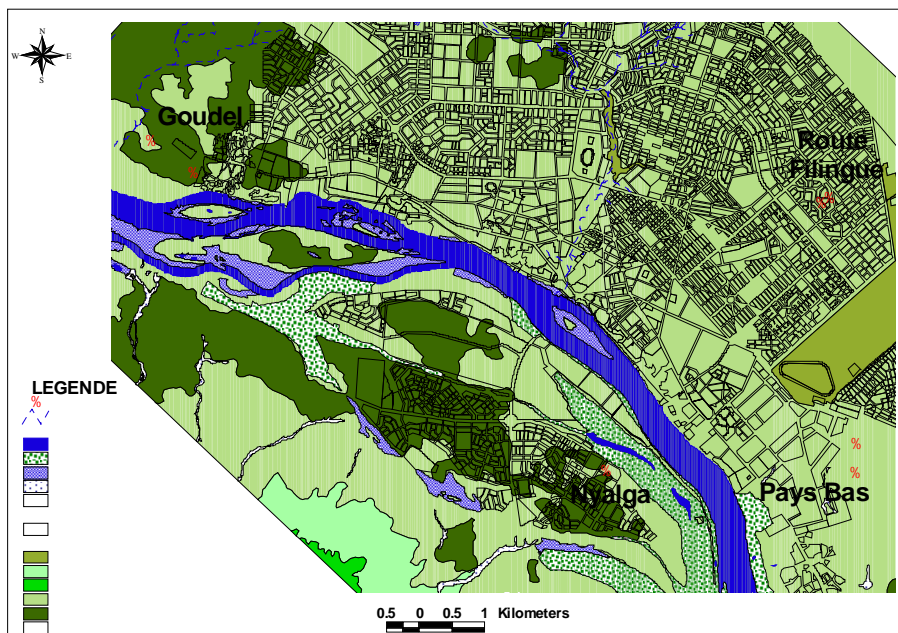 N
W E
S
Goudel
%
%
Route
Filingue
LEGENDE
%
%
%
%
Nyalga
Pays Bas
0.5 0 0.5 1 Kilometers